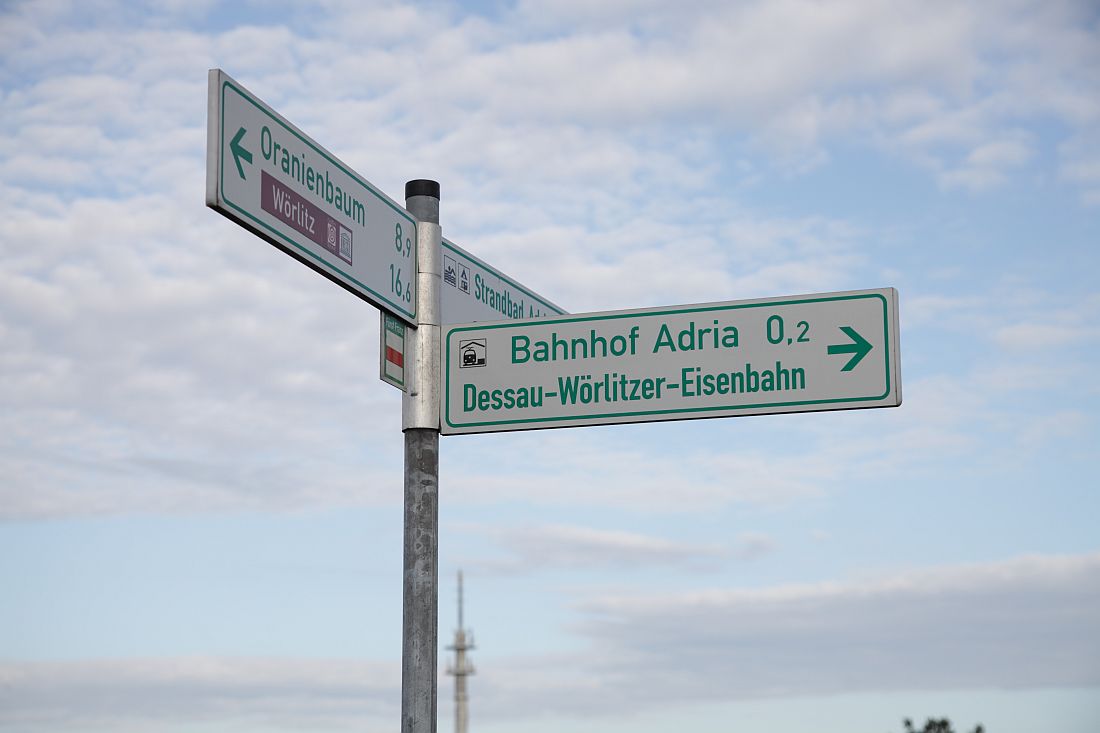 Oranienbaum 8,9
Wörlitz 16,6
Strandbad
Bahnhof Adria 0,2
Dessau-Wörlitzer-Eisenbahn